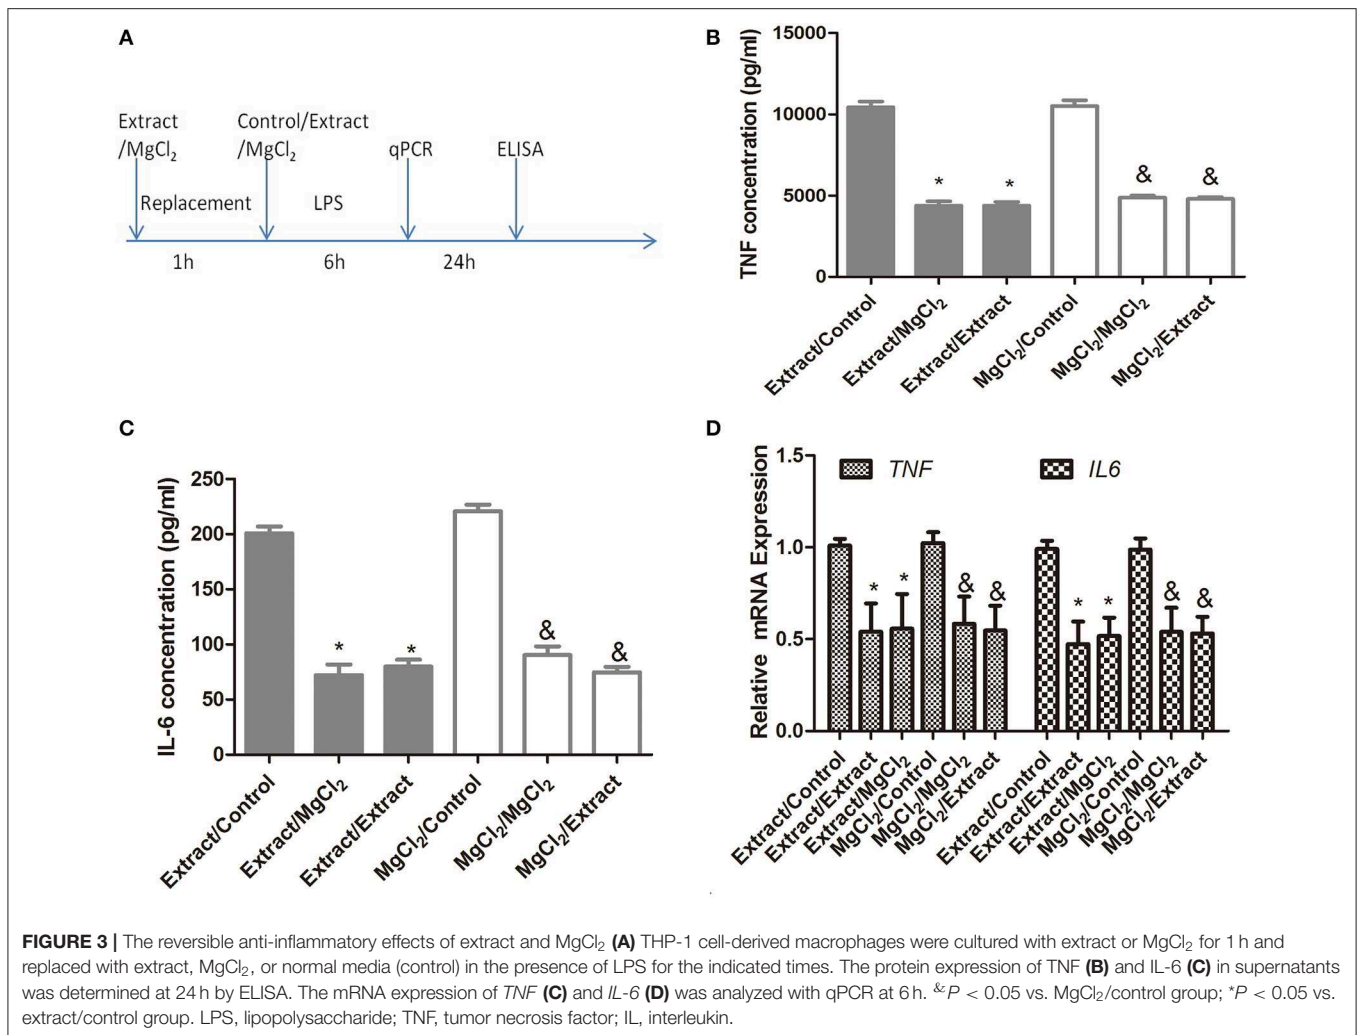 A
Extract
/MgCl₂
Control/Extract
/MgCl₂
qPCR
ELISA
Replacement
LPS
1h
6h
24h
B
TNF concentration (pg/ml)
15000
10000
5000
0
*
*
&
&
Extract/Control
Extract/MgCl₂
Extract/Extract
MgCl₂/Control
MgCl₂/MgCl₂
MgCl₂/Extract
C
IL-6 concentration (pg/ml)
250
200
150
100
50
0
*
*
&
&
Extract/Control
Extract/MgCl₂
Extract/Extract
MgCl₂/Control
MgCl₂/MgCl₂
MgCl₂/Extract
D
Relative mRNA Expression
1.5
1.0
0.5
0.0
TNF
IL6
*
*
&
&
*
*
&
&
Extract/Control
Extract/Extract
Extract/MgCl₂
MgCl₂/Control
MgCl₂/MgCl₂
MgCl₂/Extract
Extract/Control
Extract/Extract
Extract/MgCl₂
MgCl₂/Control
MgCl₂/MgCl₂
MgCl₂/Extract
FIGURE 3 | The reversible anti-inflammatory effects of extract and MgCl₂ (A) THP-1 cell-derived macrophages were cultured with extract or MgCl₂ for 1 h and
replaced with extract, MgCl₂, or normal media (control) in the presence of LPS for the indicated times. The protein expression of TNF (B) and IL-6 (C) in supernatants
was determined at 24 h by ELISA. The mRNA expression of TNF (C) and IL-6 (D) was analyzed with qPCR at 6 h. &P < 0.05 vs. MgCl₂/control group; *P < 0.05 vs.
extract/control group. LPS, lipopolysaccharide; TNF, tumor necrosis factor; IL, interleukin.